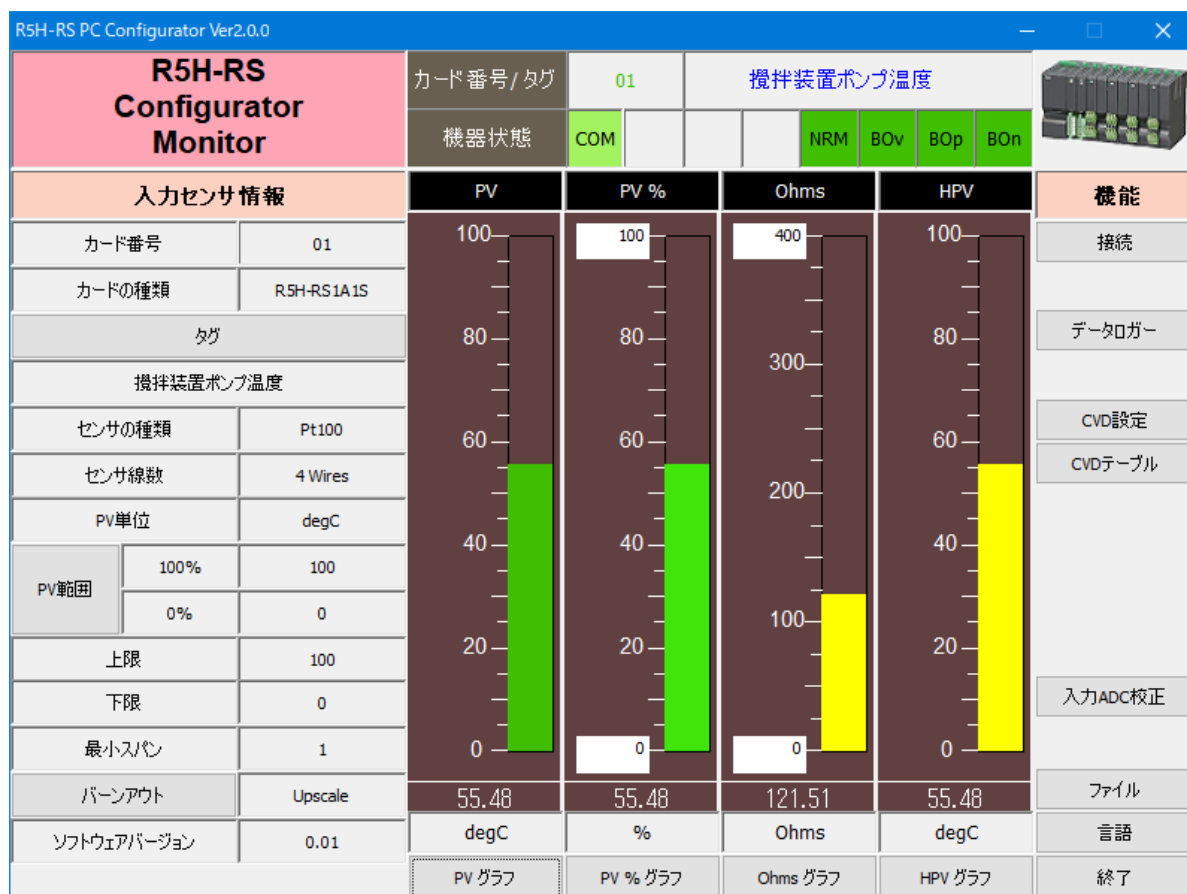 R5H-RS PC Configurator Ver2.0.0
R5H-RS
Configurator
Monitor
カード番号/タグ
01
攪拌装置ポンプ温度
機器状態
COM
NRM
BOv
BOp
BOn
入力センサ情報
PV
PV %
Ohms
HPV
機能
カード番号
01
カードの種類
R5H-RS1A1S
タグ
攪拌装置ポンプ温度
センサの種類
Pt100
センサ線数
4 Wires
PV単位
degC
PV範囲
100%
100
0%
0
上限
100
下限
0
最小スパン
1
バーンアウト
Upscale
ソフトウェアバージョン
0.01
100
80
60
40
20
0
55.48
degC
PV グラフ
100
80
60
40
20
0
55.48
%
PV % グラフ
400
300
200
100
0
121.51
Ohms
Ohms グラフ
100
80
60
40
20
0
55.48
degC
HPV グラフ
接続
データロガー
CVD設定
CVDテーブル
入力ADC校正
ファイル
言語
終了